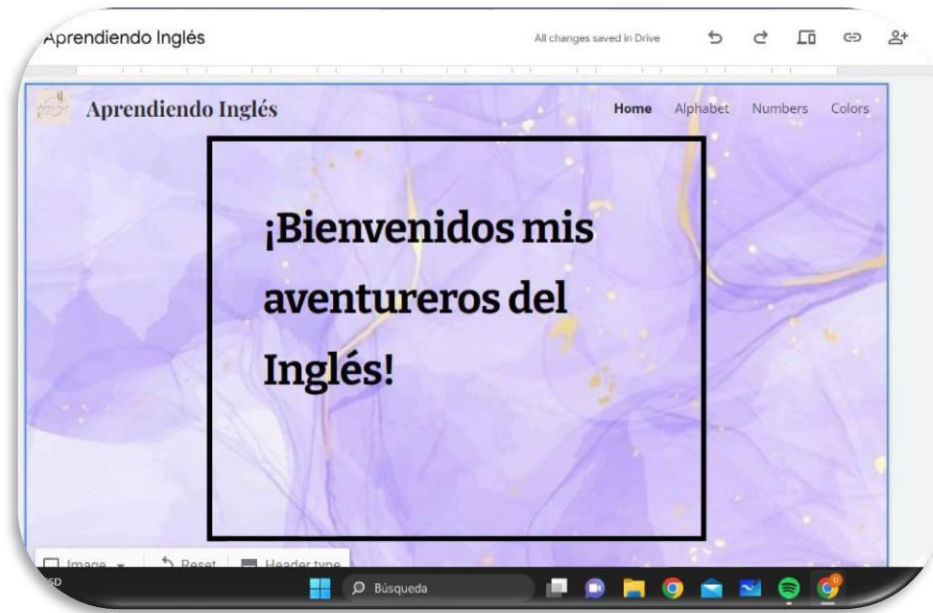 Aprendiendo Inglés
All changes saved in Drive
Aprendiendo Inglés
Home Alphabet Numbers Colors
¡Bienvenidos mis
aventureros del
Inglés!
Image Reset Header type
Búsqueda